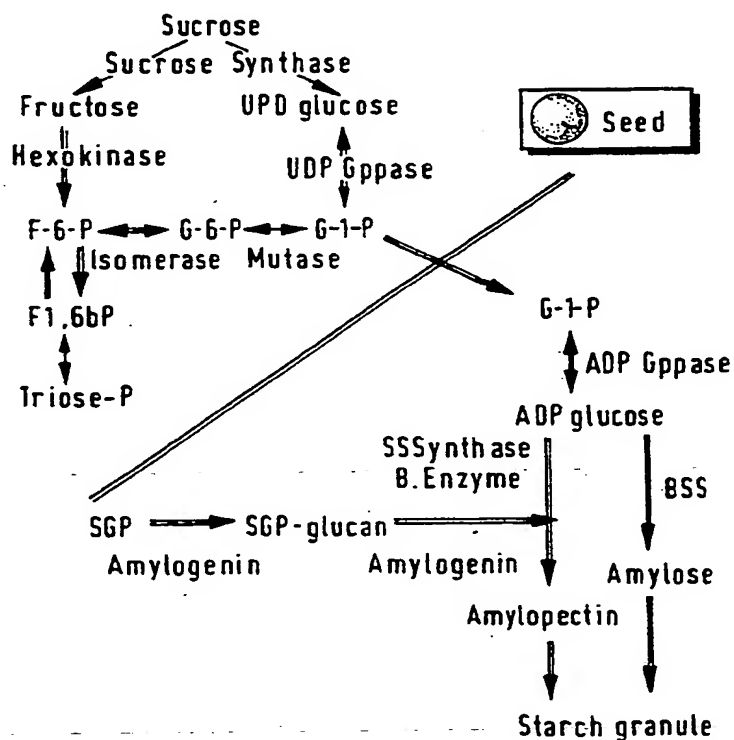 Sucrose
Sucrose Synthase
Fructose UPD glucose
Seed
Hexokinase UDP Gppase
F-6-P G-6-P G-1-P
Isomerase Mutase
F1,6bP
G-1-P
ADP Gppase
Triose-P
ADP glucose
SSSynthase
B.Enzyme
BSS
SGP SGP-glucan
Amylogenin Amylogenin Amylose
Amylopectin
Starch granule